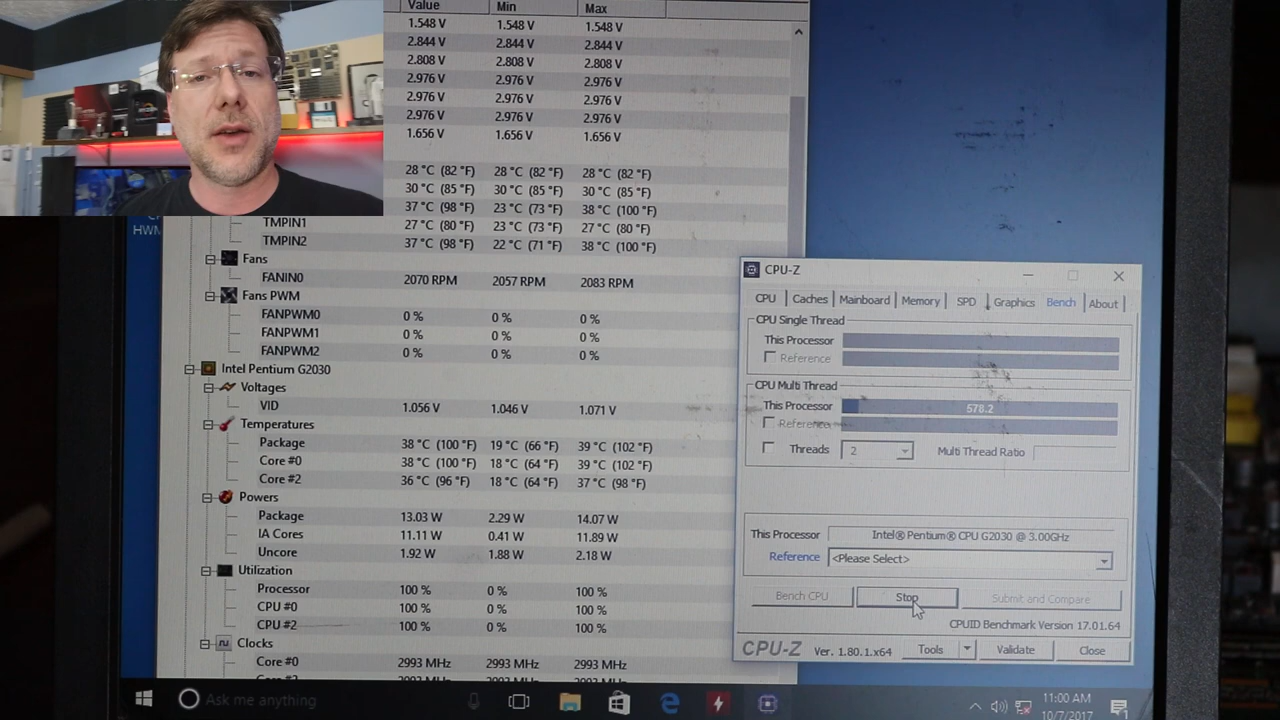 Value Min Max
1.548 V 1.548 V 1.548 V
2.844 V 2.844 V 2.844 V
2.808 V 2.808 V 2.808 V
2.976 V 2.976 V 2.976 V
2.976 V 2.976 V 2.976 V
2.976 V 2.976 V 2.976 V
1.656 V 1.656 V 1.656 V
28 °C (82 °F) 28 °C (82 °F) 28 °C (82 °F)
30 °C (85 °F) 30 °C (85 °F) 30 °C (85 °F)
37 °C (98 °F) 23 °C (73 °F) 38 °C (100 °F)
TMPIN1 27 °C (80 °F) 23 °C (73 °F) 27 °C (80 °F)
TMPIN2 37 °C (98 °F) 22 °C (71 °F) 38 °C (100 °F)
Fans
FANIN0 2070 RPM 2057 RPM 2083 RPM
Fans PWM
FANPWM0 0 % 0 % 0 %
FANPWM1 0 % 0 % 0 %
FANPWM2 0 % 0 % 0 %
Intel Pentium G2030
Voltages
VID 1.056 V 1.046 V 1.071 V
Temperatures
Package 38 °C (100 °F) 19 °C (66 °F) 39 °C (102 °F)
Core #0 38 °C (100 °F) 18 °C (64 °F) 39 °C (102 °F)
Core #2 36 °C (96 °F) 18 °C (64 °F) 37 °C (98 °F)
Powers
Package 13.03 W 2.29 W 14.07 W
IA Cores 11.11 W 0.41 W 11.89 W
Uncore 1.92 W 1.88 W 2.18 W
Utilization
Processor 100 % 0 % 100 %
CPU #0 100 % 0 % 100 %
CPU #2 100 % 0 % 100 %
Clocks
Core #0 2993 MHz 2993 MHz 2993 MHz
HWM
CPU-Z
CPU Caches Mainboard Memory SPD Graphics Bench About
CPU Single Thread
This Processor
Reference
CPU Multi Thread
This Processor 578.2
Reference
Threads 2 Multi Thread Ratio
This Processor Intel® Pentium® CPU G2030 @ 3.00GHz
Reference <Please Select>
Bench CPU Stop Submit and Compare
CPUID Benchmark Version 17.01.64
CPU-Z Ver. 1.80.1.x64 Tools Validate Close
Ask me anything
11:00 AM
10/7/2017